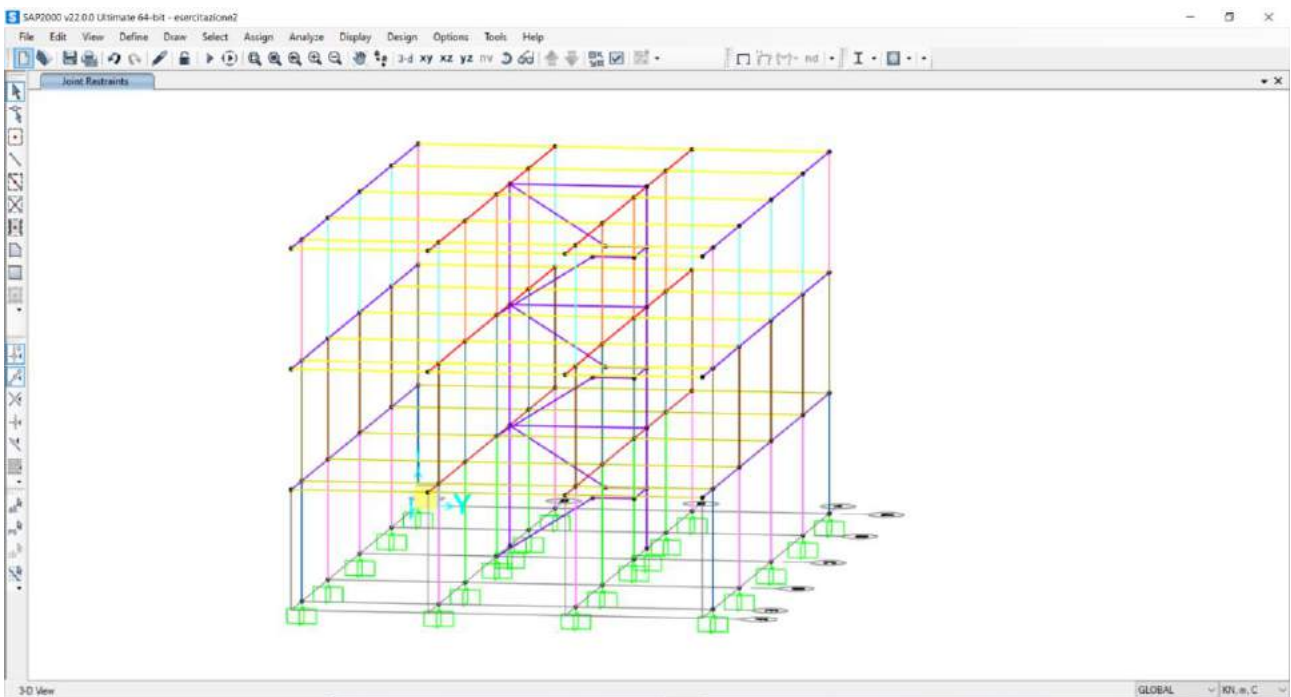 SAP2000 v22.0.0 Ultimate 64-bit - esercitazione2
File Edit View Define Draw Select Assign Analyze Display Design Options Tools Help
3-d xy xz yz nv nd
Joint Restraints
Y
3-D View
GLOBAL KN, m, C